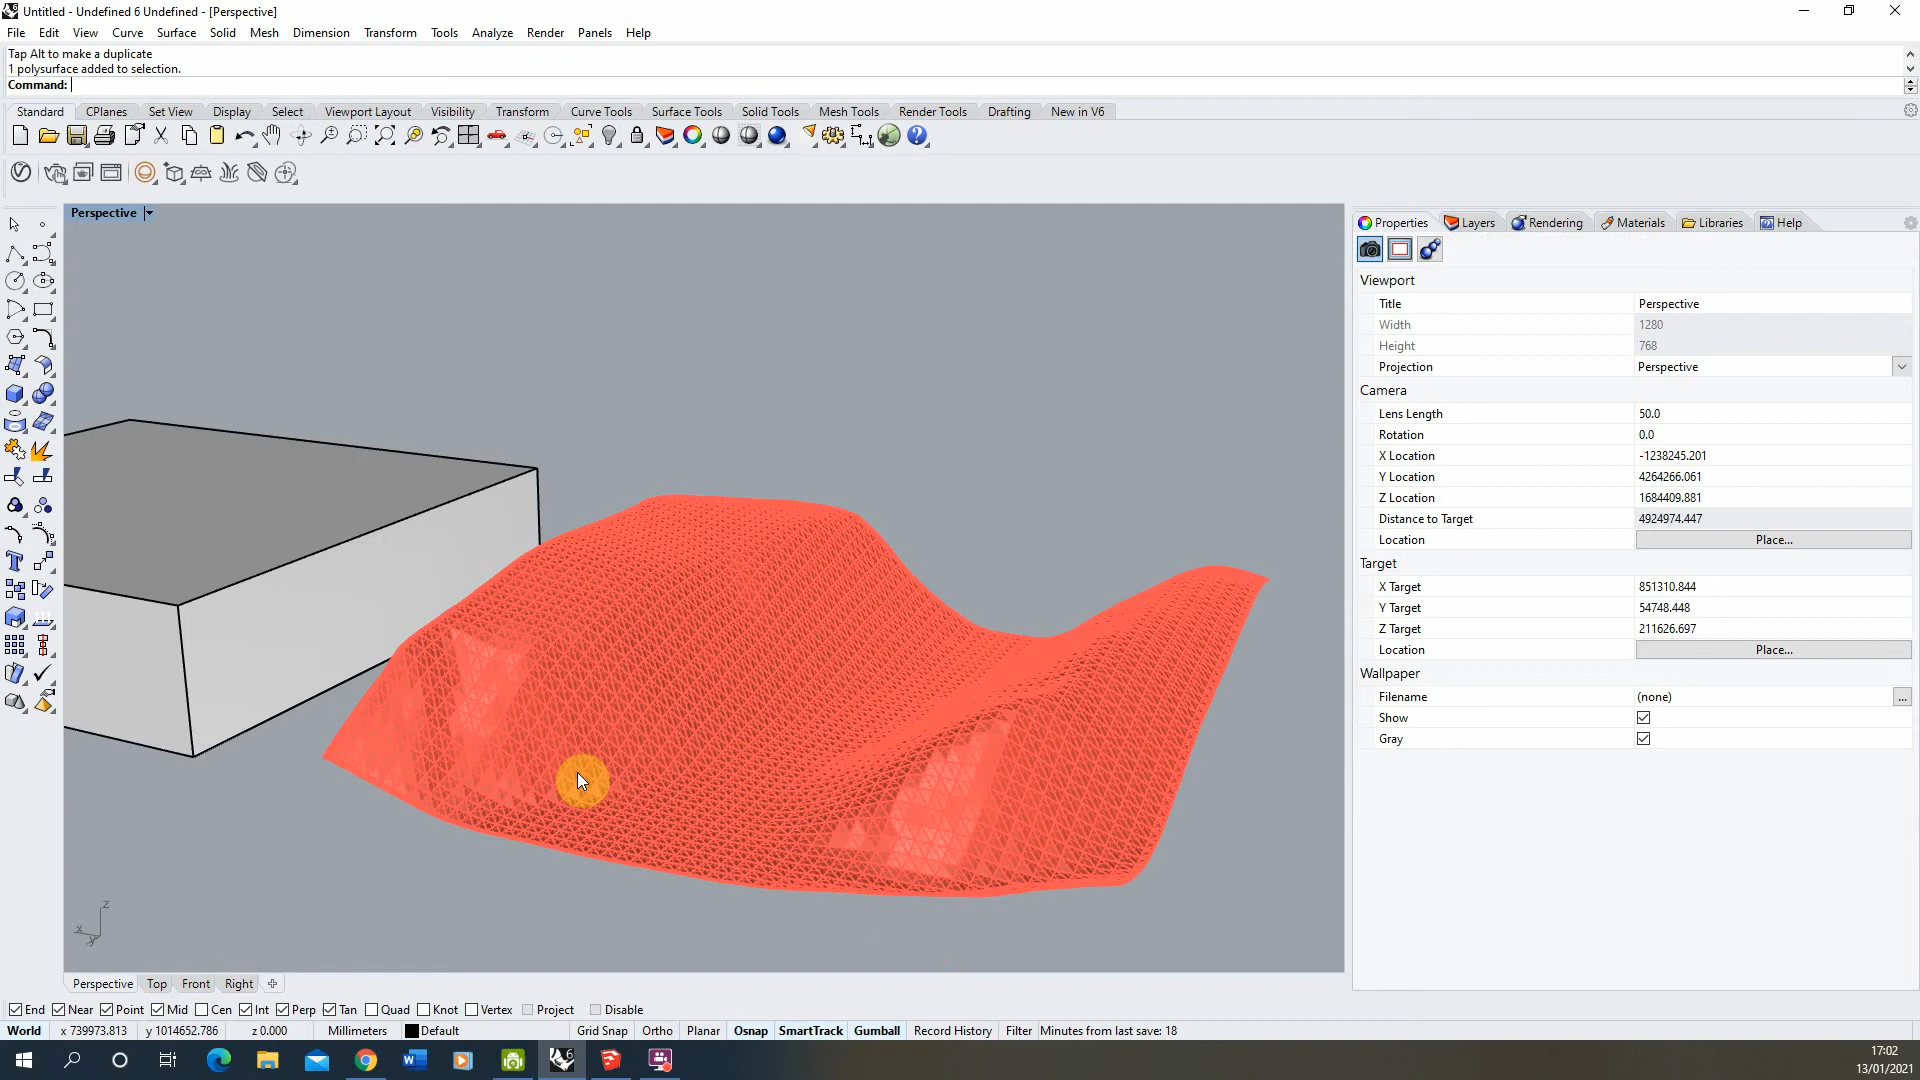 Untitled - Undefined 6 Undefined - [Perspective]
File Edit View Curve Surface Solid Mesh Dimension Transform Tools Analyze Render Panels Help
Tap Alt to make a duplicate
1 polysurface added to selection.
Command:
Standard CPlanes Set View Display Select Viewport Layout Visibility Transform Curve Tools Surface Tools Solid Tools Mesh Tools Render Tools Drafting New in V6
Perspective
Properties Layers Rendering Materials Libraries Help
Viewport
Title Perspective
Width 1280
Height 768
Projection Perspective
Camera
Lens Length 50.0
Rotation 0.0
X Location -1238245.201
Y Location 4264266.061
Z Location 1684409.881
Distance to Target 4924974.447
Location Place...
Target
X Target 851310.844
Y Target 54748.448
Z Target 211626.697
Location Place...
Wallpaper
Filename (none) ...
Show
Gray
z
x
y
Perspective Top Front Right
End Near Point Mid Cen Int Perp Tan Quad Knot Vertex Project Disable
World x 739973.813 y 1014652.786 z 0.000 Millimeters Default Grid Snap Ortho Planar Osnap SmartTrack Gumball Record History Filter Minutes from last save: 18
17:02
13/01/2021